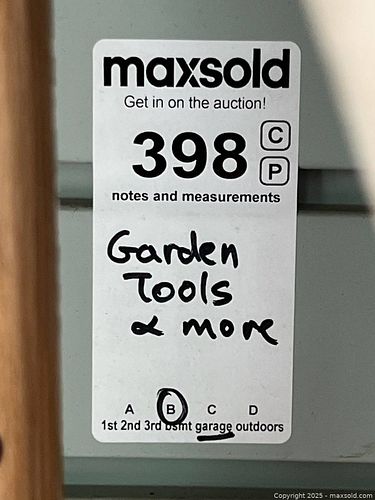 maxsold
Get in on the auction!
398
C
P
notes and measurements
Garden
Tools
& more
A B C D
1st 2nd 3rd bsmt garage outdoors
Copyright © 2025 - maxsold.com